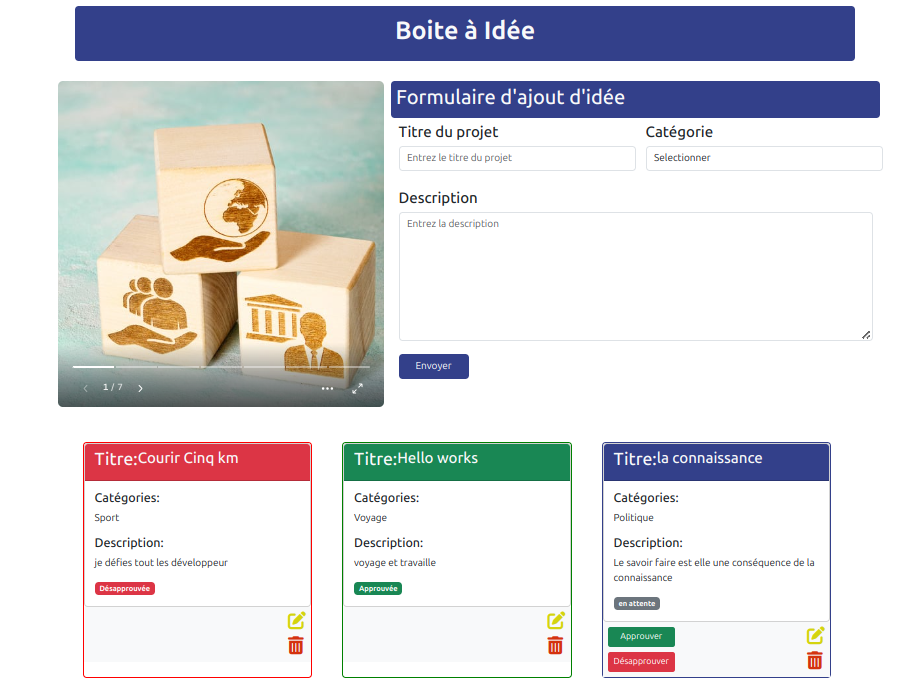 Boite à Idée
Formulaire d'ajout d'idée
Titre du projet
Catégorie
Entrez le titre du projet
Selectionner
Description
Entrez la description
Envoyer
1 / 7
Titre:Courir Cinq km
Catégories:
Sport
Description:
je défies tout les développeur
Désapprouvée
Titre:Hello works
Catégories:
Voyage
Description:
voyage et travaille
Approuvée
Titre:la connaissance
Catégories:
Politique
Description:
Le savoir faire est elle une conséquence de la
connaissance
en attente
Approuver
Désapprouver